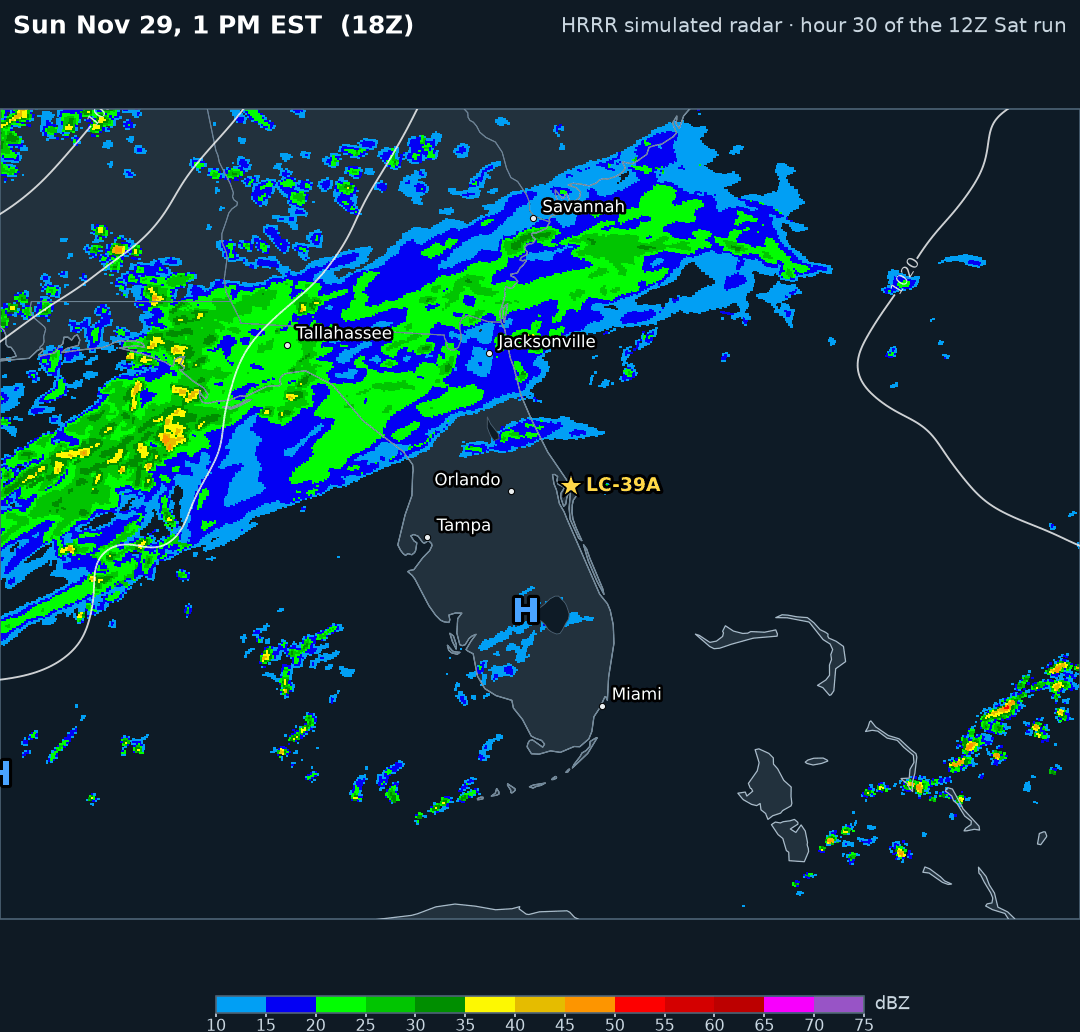 Sun Nov 29, 1 PM EST (18Z)
HRRR simulated radar · hour 30 of the 12Z Sat run
Savannah
1020
Tallahassee
Jacksonville
Orlando
LC-39A
Tampa
H
Miami
H
dBZ
10 15 20 25 30 35 40 45 50 55 60 65 70 75